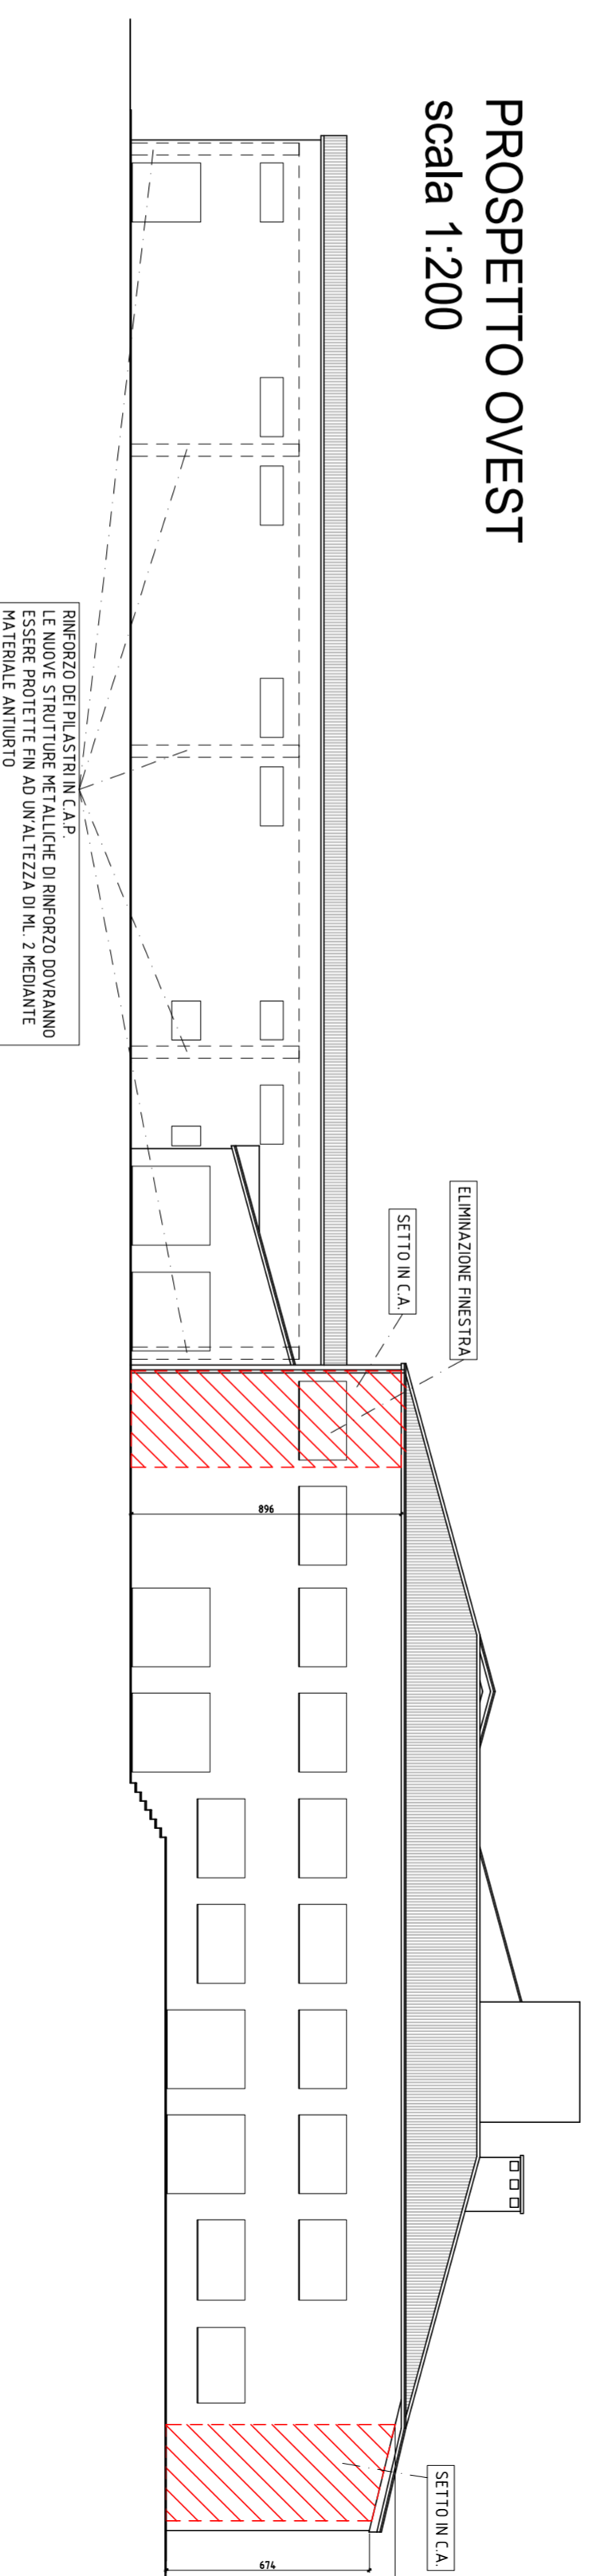 PROSPETTO OVEST
scala 1:200
ELIMINAZIONE FINESTRA
SETTO IN C.A.
SETTO IN C.A.
896
674
RINFORZO DEI PILASTRI IN C.A.P.
LE NUOVE STRUTTURE METALLICHE DI RINFORZO DOVRANNO
ESSERE PROTETTE FIN AD UN'ALTEZZA DI ML. 2 MEDIANTE
MATERIALE ANTIURTO